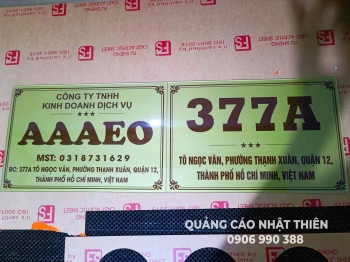 CÔNG TY TNHH
KINH DOANH DỊCH VỤ
AAAEO
MST: 0318731629
ĐC: 377A TÔ NGỌC VÂN, PHƯỜNG THẠNH XUÂN, QUẬN 12,
THÀNH PHỐ HỒ CHÍ MINH, VIỆT NAM
377A
TÔ NGỌC VÂN, PHƯỜNG THẠNH XUÂN, QUẬN 12,
THÀNH PHỐ HỒ CHÍ MINH, VIỆT NAM
QUẢNG CÁO NHẬT THIÊN
0906 990 388